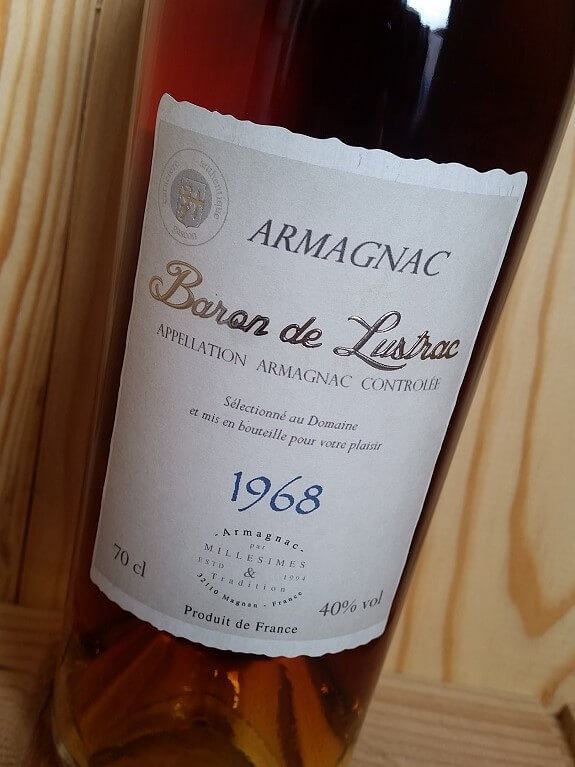 authentique
ARMAGNAC
Baron de Lustrac
APPELLATION ARMAGNAC CONTROLÉE
Sélectionné au Domaine
et mis en bouteille pour votre plaisir
1968
- Armagnac -
par
MILLESIMES
ESTD & 1994
Tradition
32110 Magnan - France
70 cl
40% vol
Produit de France